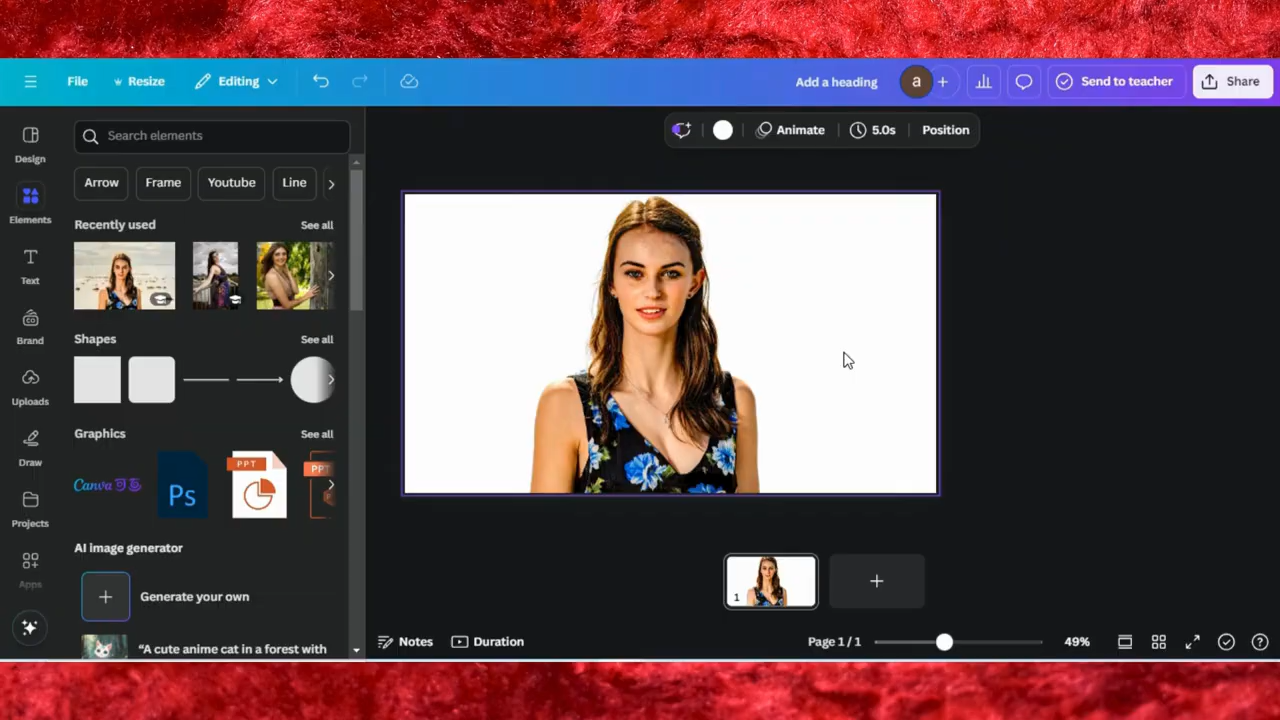 File
Resize
Editing
Add a heading
a
Send to teacher
Share
Design
Elements
Text
Brand
Uploads
Draw
Projects
Apps
Search elements
Arrow
Frame
Youtube
Line
Recently used
See all
Shapes
See all
Graphics
See all
Ps
PPT
PPT
AI image generator
Generate your own
"A cute anime cat in a forest with
Animate
5.0s
Position
1
Notes
Duration
Page 1 / 1
49%